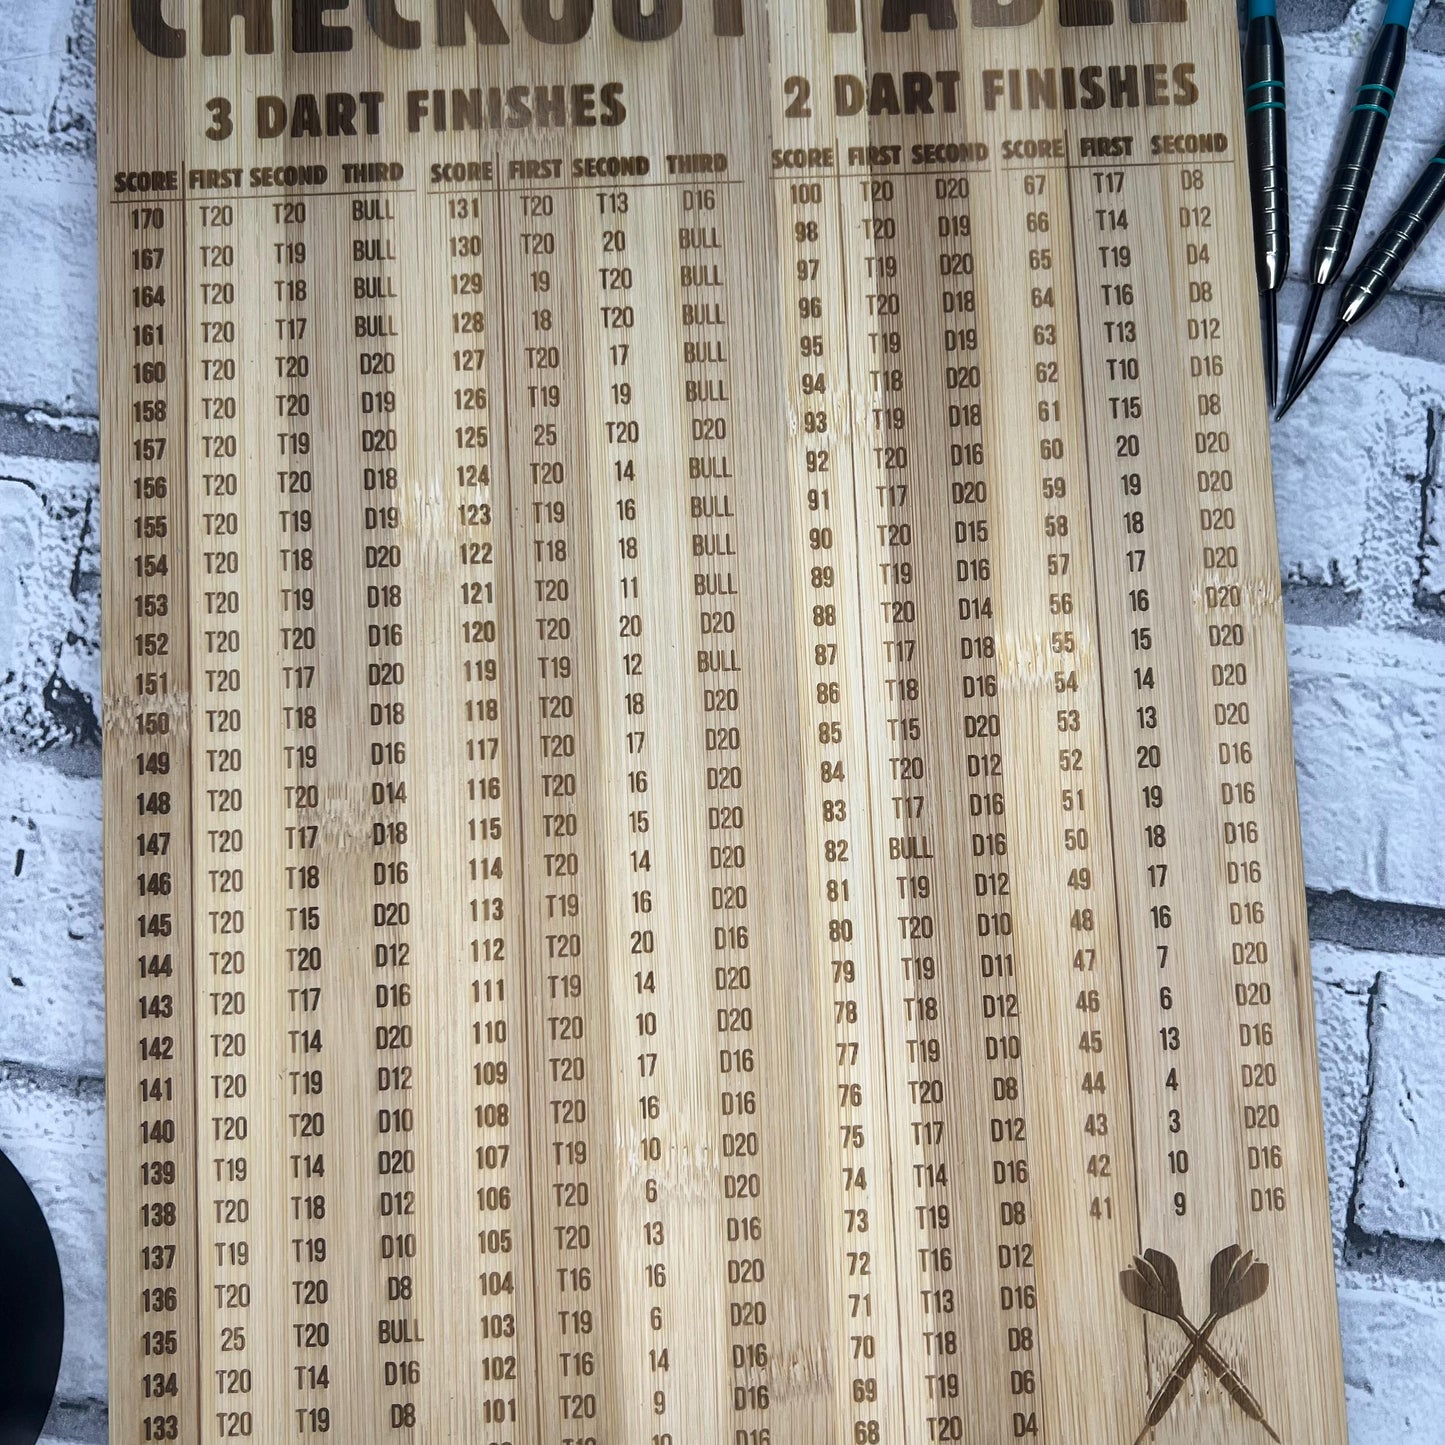 CHECKOUT TABLE
3 DART FINISHES
SCORE FIRST SECOND THIRD
170 T20 T20 BULL
167 T20 T19 BULL
164 T20 T18 BULL
161 T20 T17 BULL
160 T20 T20 D20
158 T20 T20 D19
157 T20 T19 D20
156 T20 T20 D18
155 T20 T19 D19
154 T20 T18 D20
153 T20 T19 D18
152 T20 T20 D16
151 T20 T17 D20
150 T20 T18 D18
149 T20 T19 D16
148 T20 T20 D14
147 T20 T17 D18
146 T20 T18 D16
145 T20 T15 D20
144 T20 T20 D12
143 T20 T17 D16
142 T20 T14 D20
141 T20 T19 D12
140 T20 T20 D10
139 T19 T14 D20
138 T20 T18 D12
137 T19 T19 D10
136 T20 T20 D8
135 25 T20 BULL
134 T20 T14 D16
133 T20 T19 D8
SCORE FIRST SECOND THIRD
131 T20 T13 D16
130 T20 20 BULL
129 19 T20 BULL
128 18 T20 BULL
127 T20 17 BULL
126 T19 19 BULL
125 25 T20 D20
124 T20 14 BULL
123 T19 16 BULL
122 T18 18 BULL
121 T20 11 BULL
120 T20 20 D20
119 T19 12 BULL
118 T20 18 D20
117 T20 17 D20
116 T20 16 D20
115 T20 15 D20
114 T20 14 D20
113 T19 16 D20
112 T20 20 D16
111 T19 14 D20
110 T20 10 D20
109 T20 17 D16
108 T20 16 D16
107 T19 10 D20
106 T20 6 D20
105 T20 13 D16
104 T16 16 D20
103 T19 6 D20
102 T16 14 D16
101 T20 9 D16
10 D16
2 DART FINISHES
SCORE FIRST SECOND
100 T20 D20
98 T20 D19
97 T19 D20
96 T20 D18
95 T19 D19
94 T18 D20
93 T19 D18
92 T20 D16
91 T17 D20
90 T20 D15
89 T19 D16
88 T20 D14
87 T17 D18
86 T18 D16
85 T15 D20
84 T20 D12
83 T17 D16
82 BULL D16
81 T19 D12
80 T20 D10
79 T19 D11
78 T18 D12
77 T19 D10
76 T20 D8
75 T17 D12
74 T14 D16
73 T19 D8
72 T16 D12
71 T13 D16
70 T18 D8
69 T19 D6
68 T20 D4
SCORE FIRST SECOND
67 T17 D8
66 T14 D12
65 T19 D4
64 T16 D8
63 T13 D12
62 T10 D16
61 T15 D8
60 20 D20
59 19 D20
58 18 D20
57 17 D20
56 16 D20
55 15 D20
54 14 D20
53 13 D20
52 20 D16
51 19 D16
50 18 D16
49 17 D16
48 16 D16
47 7 D20
46 6 D20
45 13 D16
44 4 D20
43 3 D20
42 10 D16
41 9 D16